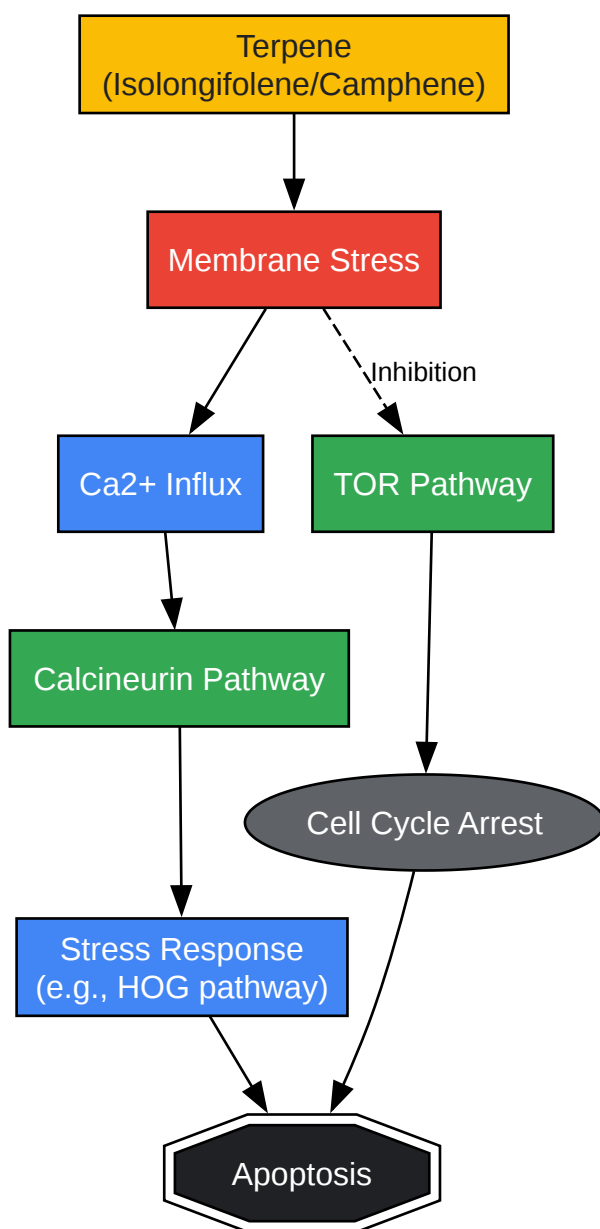 Terpene
(Isolongifolene/Camphene)
Membrane Stress
Inhibition
Ca2+ Influx
TOR Pathway
Calcineurin Pathway
Cell Cycle Arrest
Stress Response
(e.g., HOG pathway)
Apoptosis